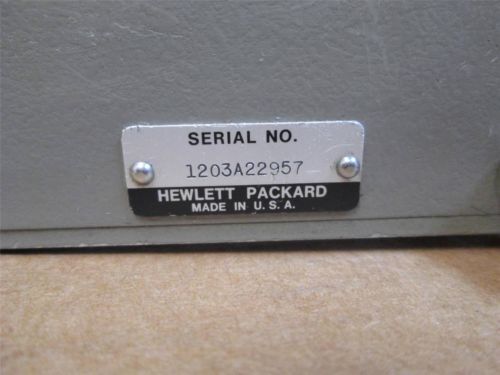 SERIAL NO.
1203A22957
HEWLETT PACKARD
MADE IN U.S.A.